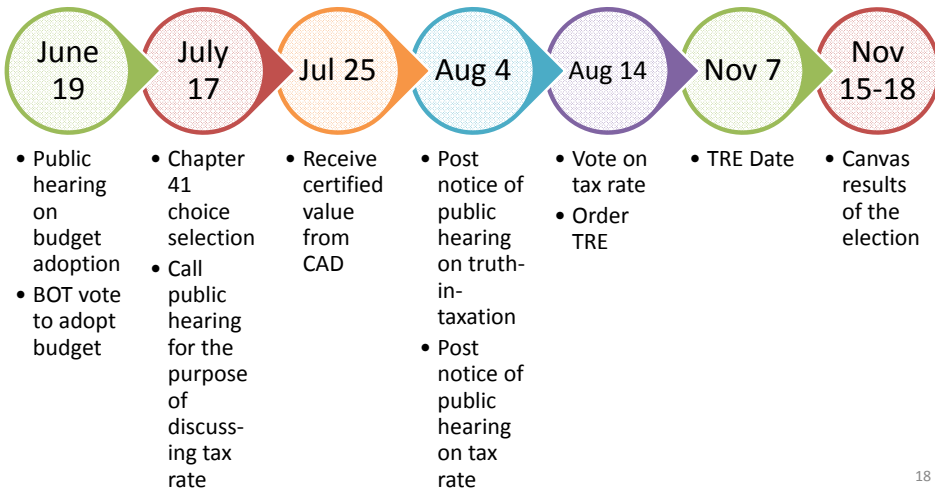 June
19
July
17
Jul 25
Aug 4
Aug 14
Nov 7
Nov
15-18
• Public
hearing
on
budget
adoption
• BOT vote
to adopt
budget
• Chapter
41
choice
selection
• Call
public
hearing
for the
purpose
of
discuss-
ing tax
rate
• Receive
certified
value
from
CAD
• Post
notice of
public
hearing
on truth-
in-
taxation
• Post
notice of
public
hearing
on tax
rate
• Vote on
tax rate
• Order
TRE
• TRE Date
• Canvas
results
of the
election
18